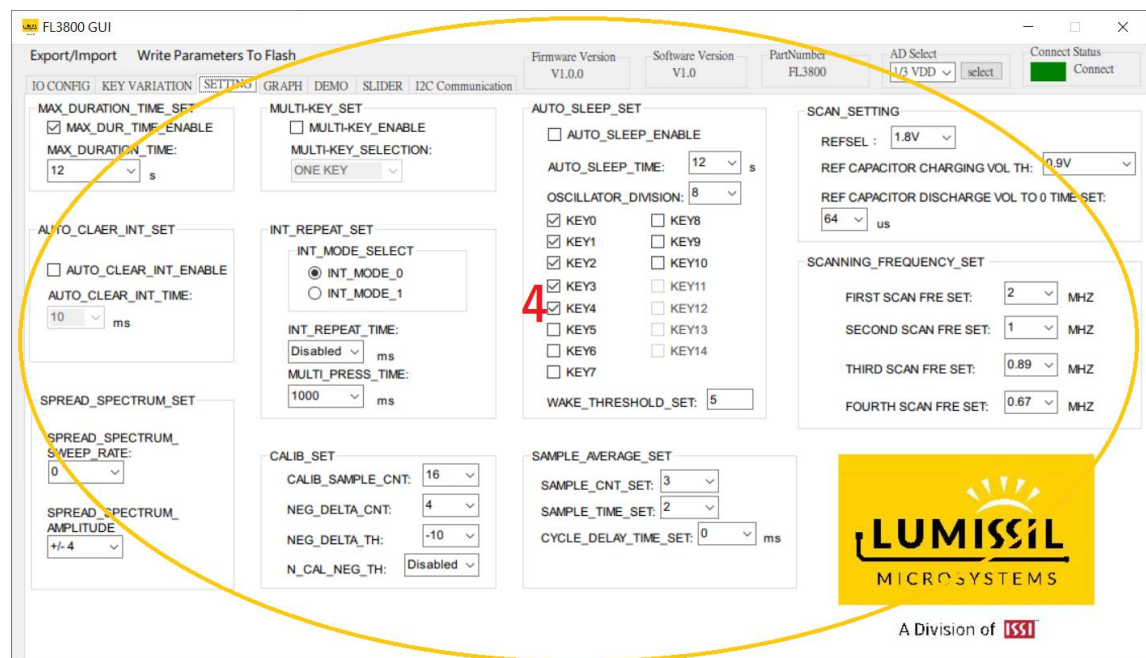 FL3800 GUI
Export/Import Write Parameters To Flash
Firmware Version
V1.0.0
Software Version
V1.0
PartNumber
FL3800
AD Select
1/3 VDD select
Connect Status
Connect
IO CONFIG KEY VARIATION SETTING GRAPH DEMO SLIDER I2C Communication
MAX_DURATION_TIME_SET
MAX_DUR_TIME_ENABLE
MAX_DURATION_TIME:
12 s
AUTO_CLAER_INT_SET
AUTO_CLEAR_INT_ENABLE
AUTO_CLEAR_INT_TIME:
10 ms
SPREAD_SPECTRUM_SET
SPREAD_SPECTRUM_
SWEEP_RATE:
0
SPREAD_SPECTRUM_
AMPLITUDE
+/- 4
MULTI-KEY_SET
MULTI-KEY_ENABLE
MULTI-KEY_SELECTION:
ONE KEY
INT_REPEAT_SET
INT_MODE_SELECT
INT_MODE_0
INT_MODE_1
INT_REPEAT_TIME:
Disabled ms
MULTI_PRESS_TIME:
1000 ms
CALIB_SET
CALIB_SAMPLE_CNT: 16
NEG_DELTA_CNT: 4
NEG_DELTA_TH: -10
N_CAL_NEG_TH: Disabled
AUTO_SLEEP_SET
AUTO_SLEEP_ENABLE
AUTO_SLEEP_TIME: 12 s
OSCILLATOR_DIVISION: 8
KEY0 KEY8
KEY1 KEY9
KEY2 KEY10
KEY3 KEY11
4
KEY4 KEY12
KEY5 KEY13
KEY6 KEY14
KEY7
WAKE_THRESHOLD_SET: 5
SAMPLE_AVERAGE_SET
SAMPLE_CNT_SET: 3
SAMPLE_TIME_SET: 2
CYCLE_DELAY_TIME_SET: 0 ms
SCAN_SETTING
REFSEL : 1.8V
REF CAPACITOR CHARGING VOL TH: 0.9V
REF CAPACITOR DISCHARGE VOL TO 0 TIME SET:
64 us
SCANNING_FREQUENCY_SET
FIRST SCAN FRE SET: 2 MHZ
SECOND SCAN FRE SET: 1 MHZ
THIRD SCAN FRE SET: 0.89 MHZ
FOURTH SCAN FRE SET: 0.67 MHZ
LUMISSIL
MICROSYSTEMS
A Division of ISSI